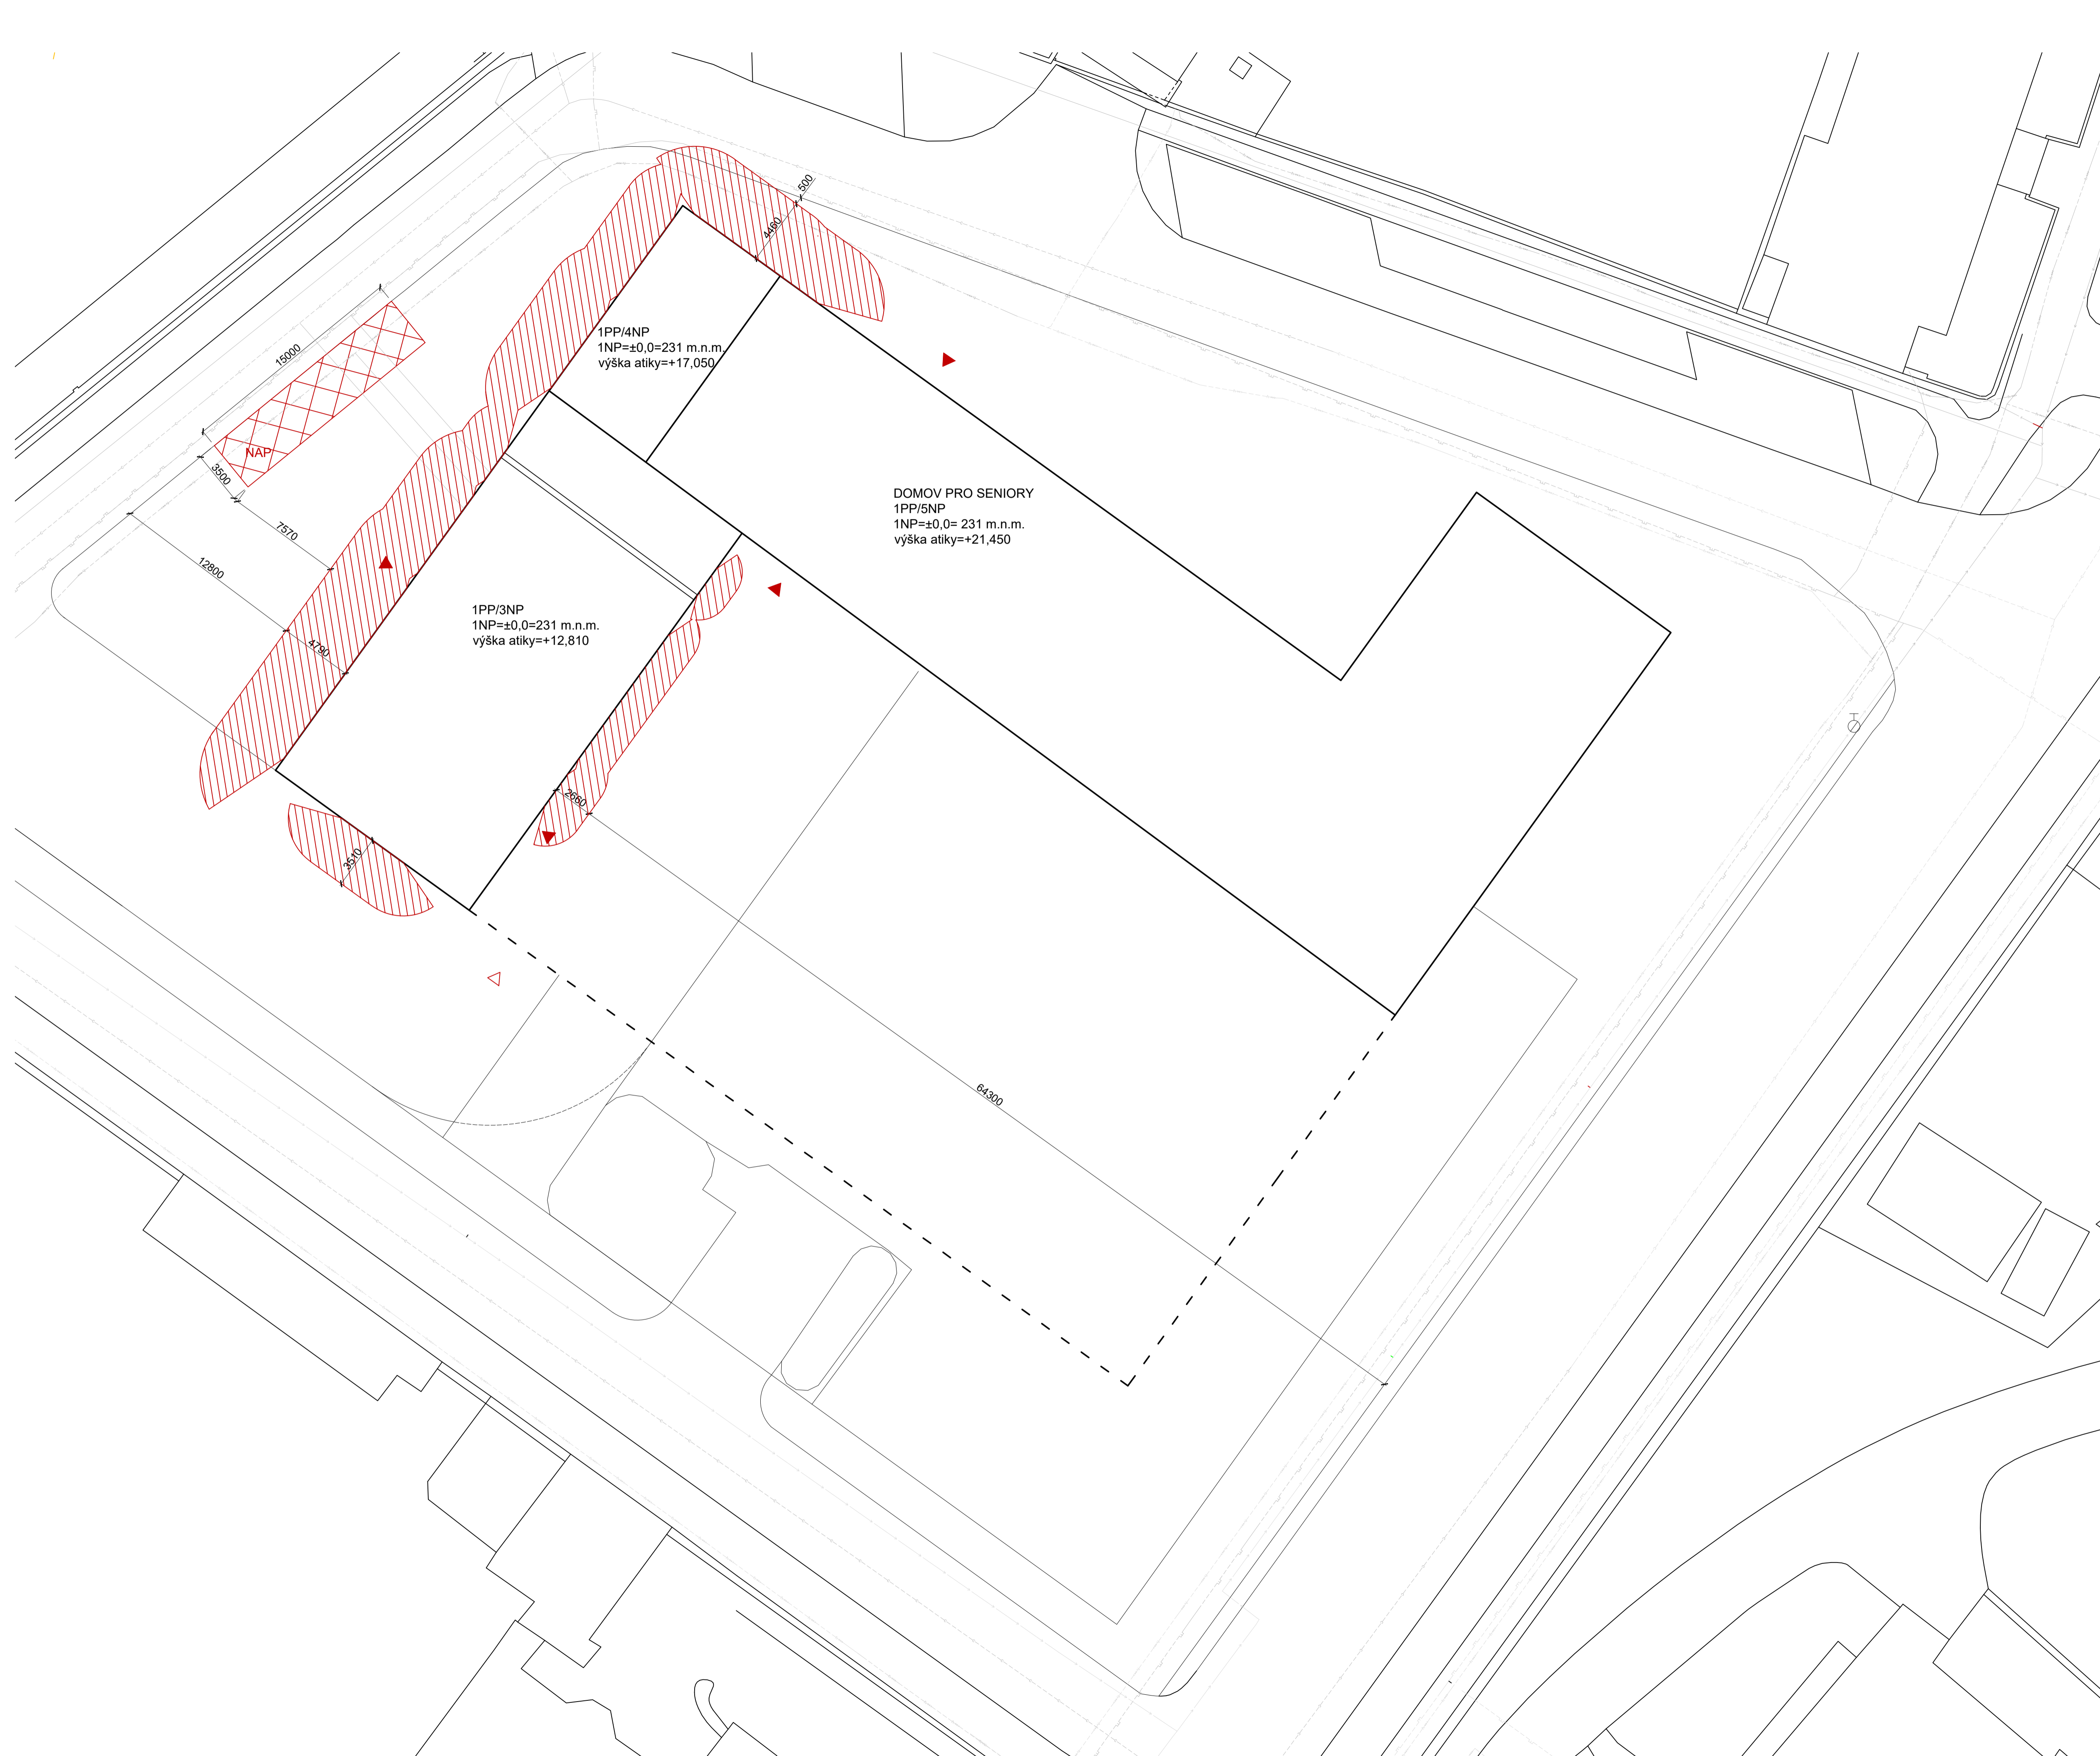 500
4460
1PP/4NP
1NP=±0,0=231 m.n.m.
výška atiky=+17,050
15000
NAP
3500
7570
12800
4790
DOMOV PRO SENIORY
1PP/5NP
1NP=±0,0= 231 m.n.m.
výška atiky=+21,450
1PP/3NP
1NP=±0,0=231 m.n.m.
výška atiky=+12,810
2660
3510
64300